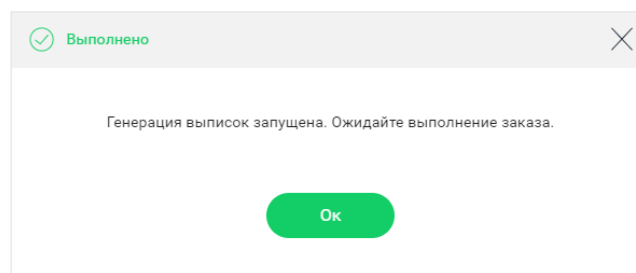 Выполнено
Генерация выписок запущена. Ожидайте выполнение заказа.
Ок